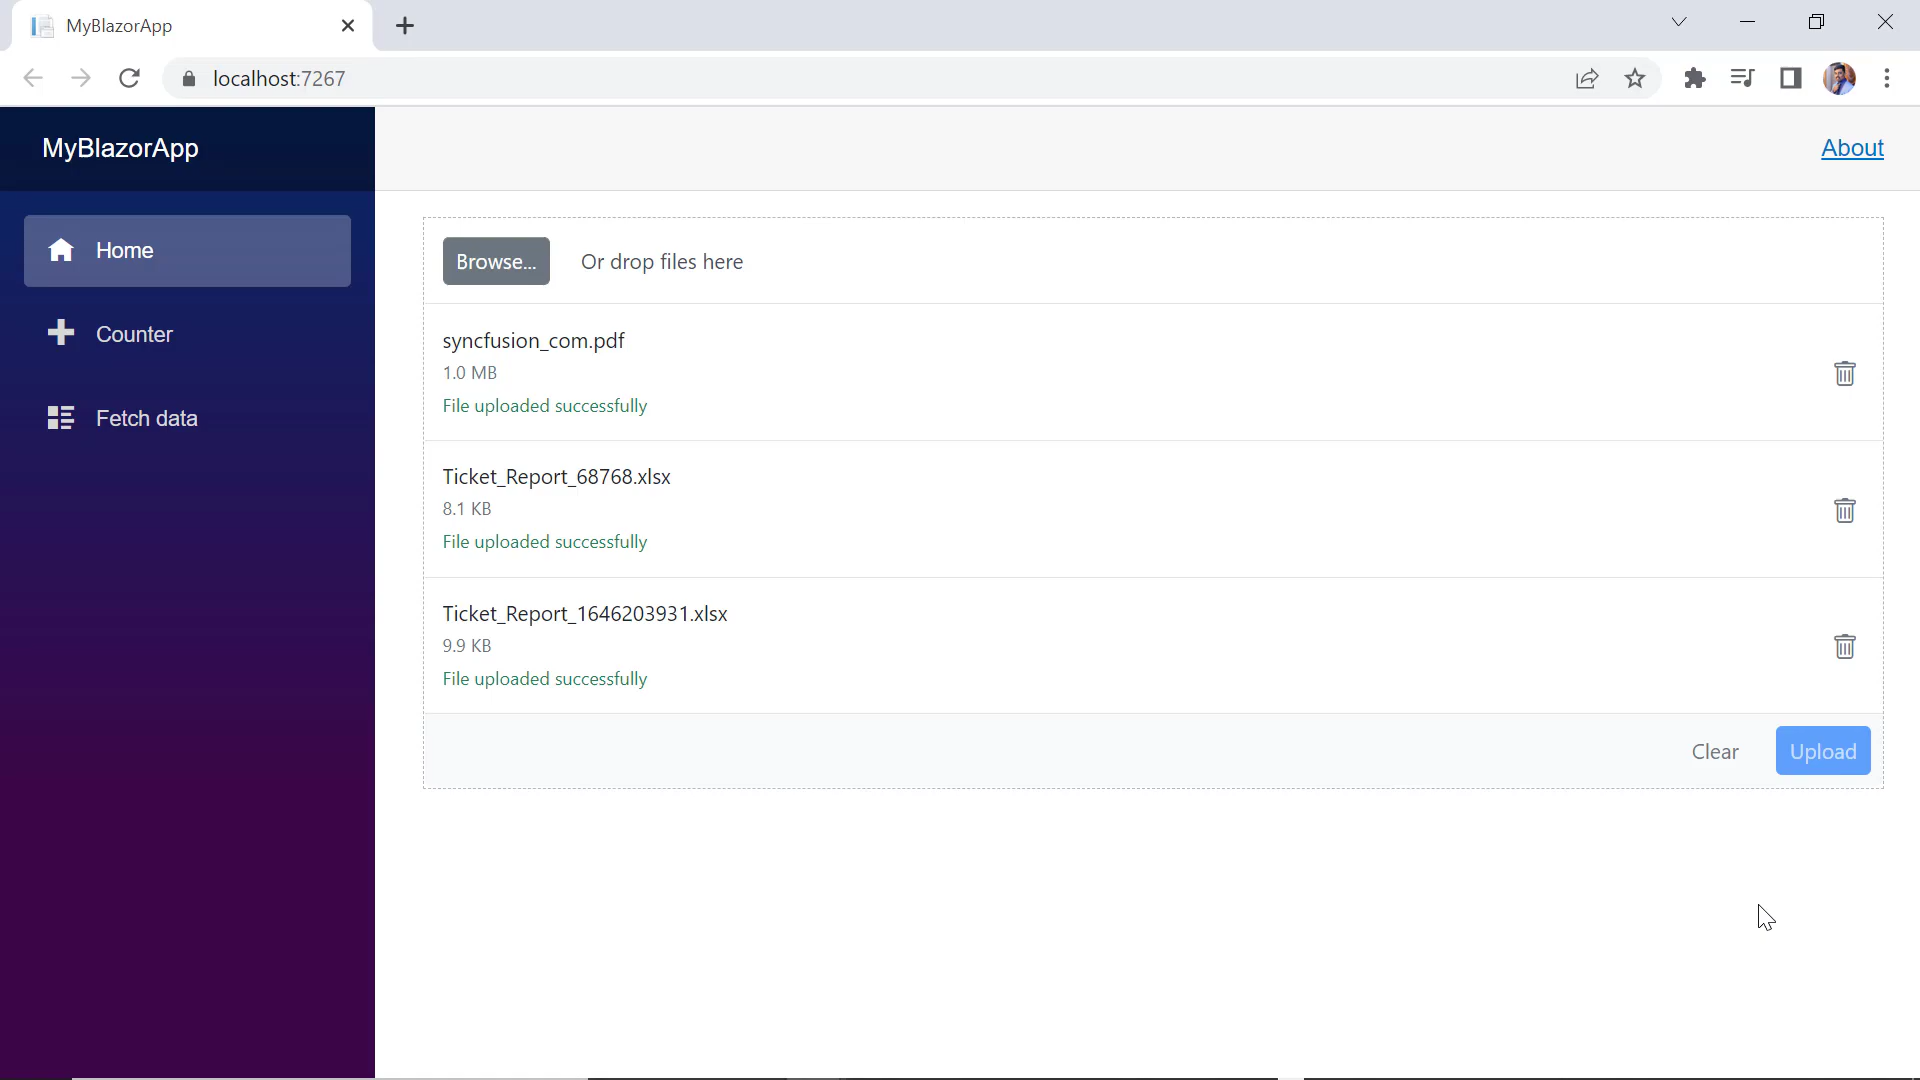 MyBlazorApp
localhost:7267
MyBlazorApp
About
Home
Counter
Fetch data
Browse... Or drop files here
syncfusion_com.pdf
1.0 MB
File uploaded successfully
Ticket_Report_68768.xlsx
8.1 KB
File uploaded successfully
Ticket_Report_1646203931.xlsx
9.9 KB
File uploaded successfully
Clear Upload